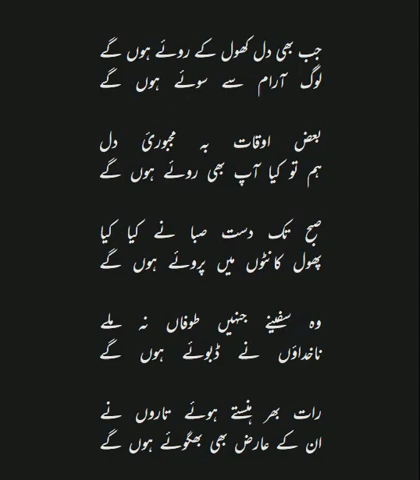 جب بھی دل کھول کے روئے ہوں گے
لوگ آرام سے سوئے ہوں گے
بعض اوقات بہ مجبورئ دل
ہم تو کیا آپ بھی روئے ہوں گے
صبح تک دست صبا نے کیا کیا
پھول کانٹوں میں پروئے ہوں گے
وہ سفینے جنہیں طوفاں نہ ملے
ناخداؤں نے ڈبوئے ہوں گے
رات بھر ہنستے ہوئے تاروں نے
ان کے عارض بھی بھگوئے ہوں گے